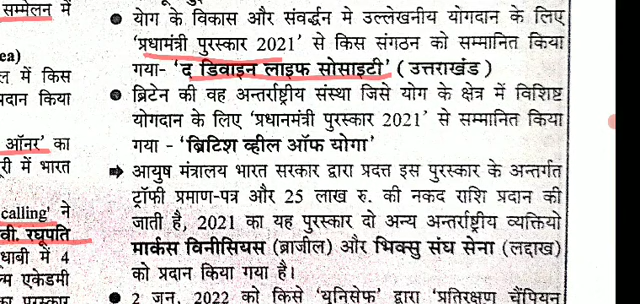 सम्मेलन में
ea)
ल में किस
प्रदान किया
ऑनर' का
री में भारत
calling' ने
वी. रघूपति
धाबी में 4
ल्म एकेडमी
का पुरस्कार
● योग के विकास और संवर्द्धन मे उल्लेखनीय योगदान के लिए
'प्रधामंत्री पुरस्कार 2021' से किस संगठन को सम्मानित किया
गया- 'द डिवाइन लाइफ सोसाइटी' ( उत्तराखंड )
● ब्रिटेन की वह अन्तर्राष्ट्रीय संस्था जिसे योग के क्षेत्र में विशिष्ट
योगदान के लिए 'प्रधानमंत्री पुरस्कार 2021' से सम्मानित किया
गया - 'ब्रिटिश व्हील ऑफ योगा'
➡ आयुष मंत्रालय भारत सरकार द्वारा प्रदत्त इस पुरस्कार के अन्तर्गत
ट्रॉफी प्रमाण-पत्र और 25 लाख रु. की नकद राशि प्रदान की
जाती है, 2021 का यह पुरस्कार दो अन्य अन्तर्राष्ट्रीय व्यक्तियो
मार्कस विनीसियस (ब्राजील) और भिक्सु संघ सेना (लद्दाख)
को प्रदान किया गया है।
● 2 जून, 2022 को किसे 'यूनिसेफ' द्वारा 'प्रतिरक्षण चैंपियन